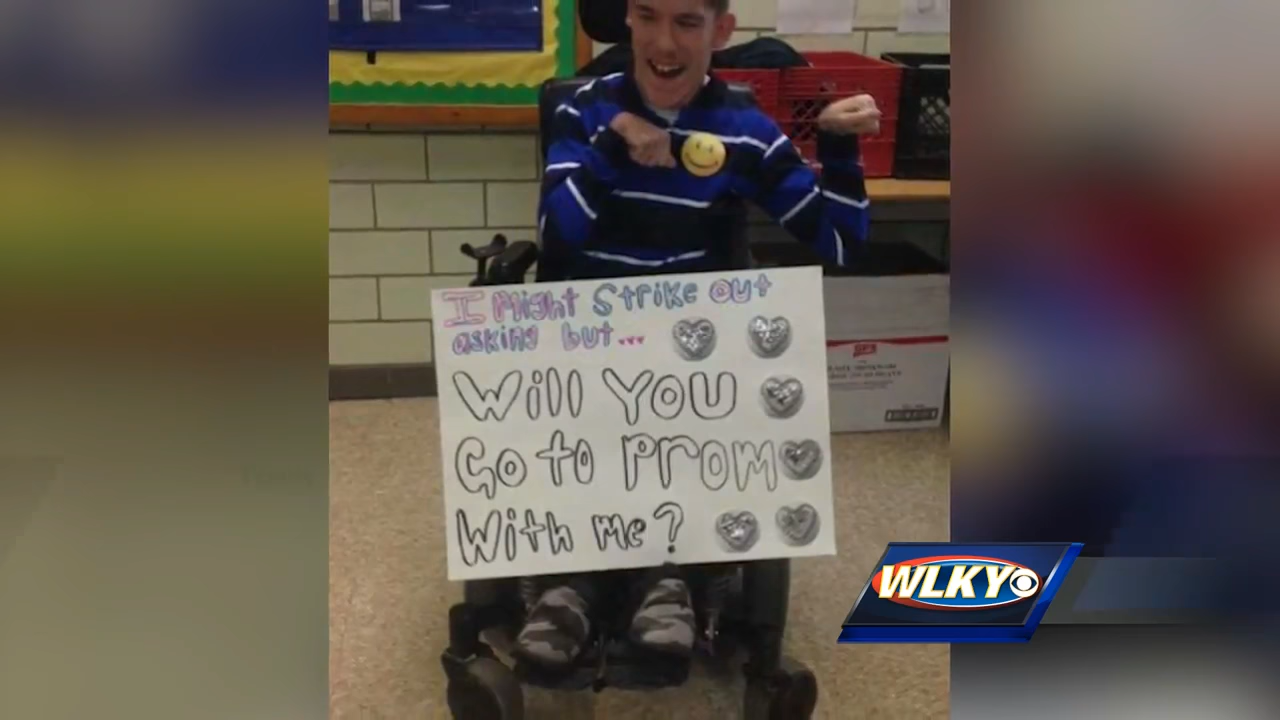 I Might Strike Out
asking but...
Will You
Go to Prom
With me?
WLKY